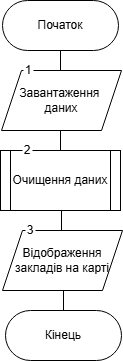 Початок
1
Завантаження
даних
2
Очищення даних
3
Відображення
закладів на карті
Кінець